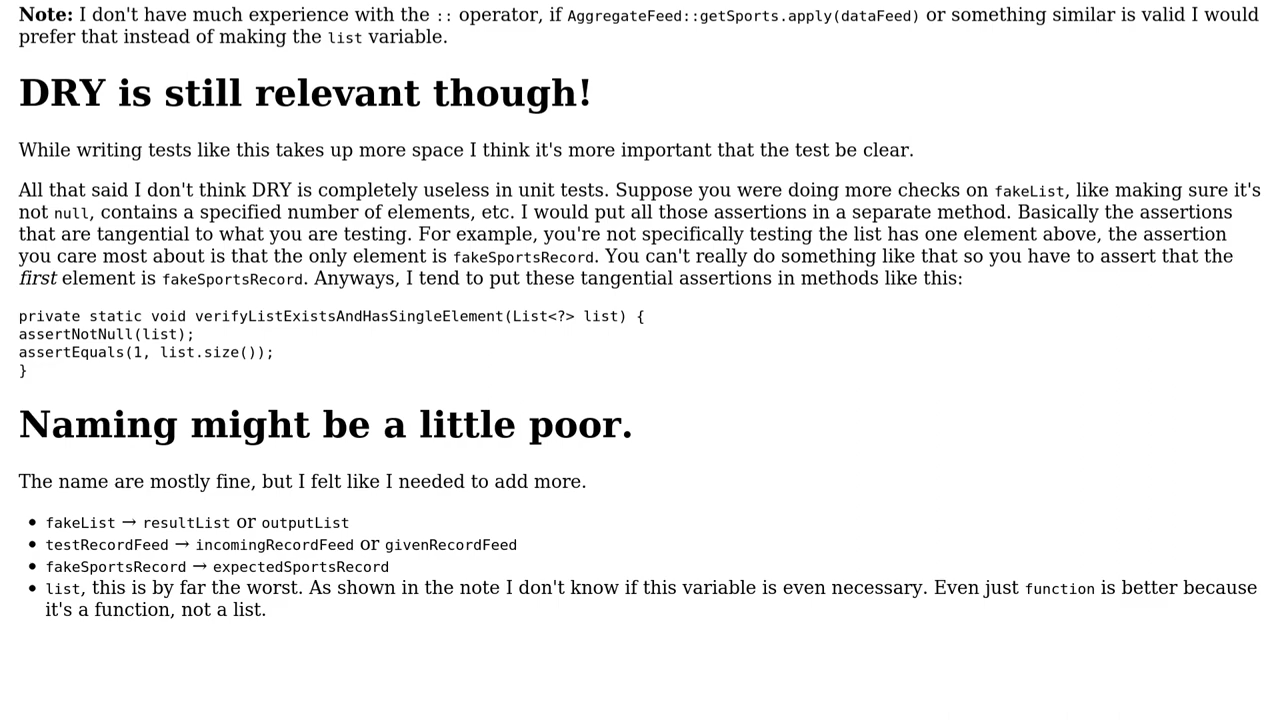 Note: I don't have much experience with the :: operator, if AggregateFeed::getSports.apply(dataFeed) or something similar is valid I would
prefer that instead of making the list variable.
DRY is still relevant though!
While writing tests like this takes up more space I think it's more important that the test be clear.
All that said I don't think DRY is completely useless in unit tests. Suppose you were doing more checks on fakeList, like making sure it's
not null, contains a specified number of elements, etc. I would put all those assertions in a separate method. Basically the assertions
that are tangential to what you are testing. For example, you're not specifically testing the list has one element above, the assertion
you care most about is that the only element is fakeSportsRecord. You can't really do something like that so you have to assert that the
first element is fakeSportsRecord. Anyways, I tend to put these tangential assertions in methods like this:
private static void verifyListExistsAndHasSingleElement(List<?> list) {
assertNotNull(list);
assertEquals(1, list.size());
}
Naming might be a little poor.
The name are mostly fine, but I felt like I needed to add more.
• fakeList → resultList or outputList
• testRecordFeed → incomingRecordFeed or givenRecordFeed
• fakeSportsRecord → expectedSportsRecord
• list, this is by far the worst. As shown in the note I don't know if this variable is even necessary. Even just function is better because
it's a function, not a list.